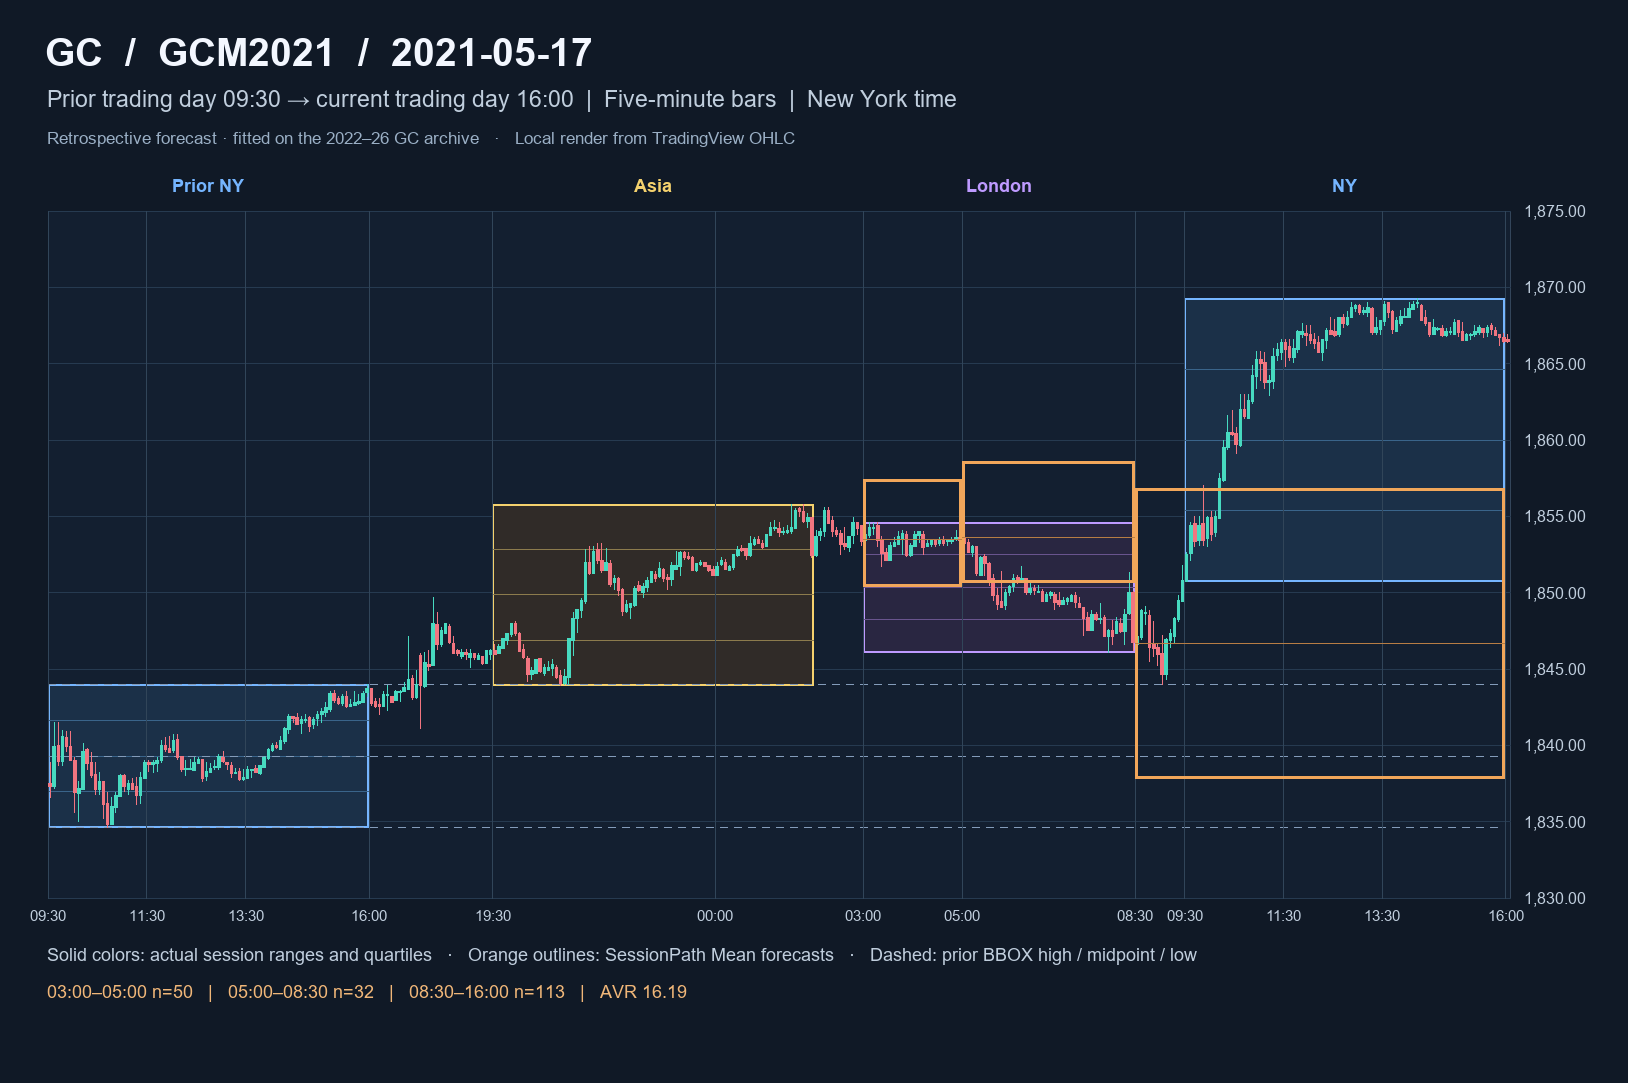 GC / GCM2021 / 2021-05-17
Prior trading day 09:30 → current trading day 16:00 | Five-minute bars | New York time
Retrospective forecast · fitted on the 2022–26 GC archive · Local render from TradingView OHLC
Prior NY Asia London NY
1,875.00
1,870.00
1,865.00
1,860.00
1,855.00
1,850.00
1,845.00
1,840.00
1,835.00
1,830.00
09:30 11:30 13:30 16:00 19:30 00:00 03:00 05:00 08:30 09:30 11:30 13:30 16:00
Solid colors: actual session ranges and quartiles · Orange outlines: SessionPath Mean forecasts · Dashed: prior BBOX high / midpoint / low
03:00–05:00 n=50 | 05:00–08:30 n=32 | 08:30–16:00 n=113 | AVR 16.19